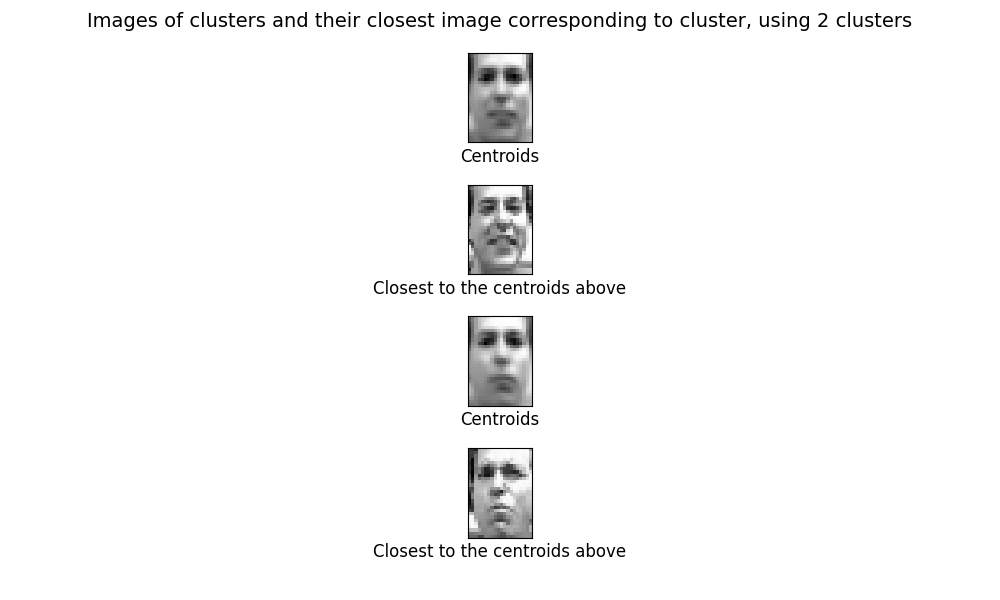 Images of clusters and their closest image corresponding to cluster, using 2 clusters
Centroids
Closest to the centroids above
Centroids
Closest to the centroids above